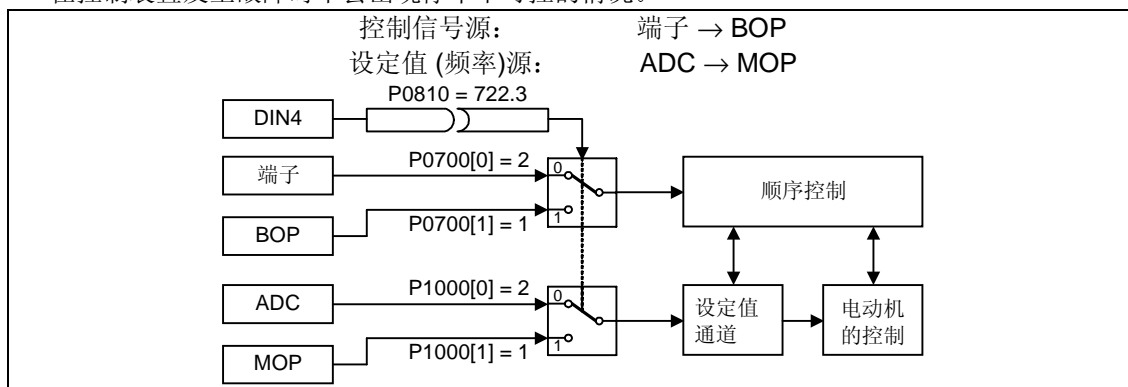 控制信号源： 端子 → BOP
设定值 (频率)源： ADC → MOP
P0810 = 722.3
DIN4
端子
P0700[0] = 2
0
1
顺序控制
BOP
P0700[1] = 1
ADC
P1000[0] = 2
0
1
设定值
通道
电动机
的控制
MOP
P1000[1] = 1